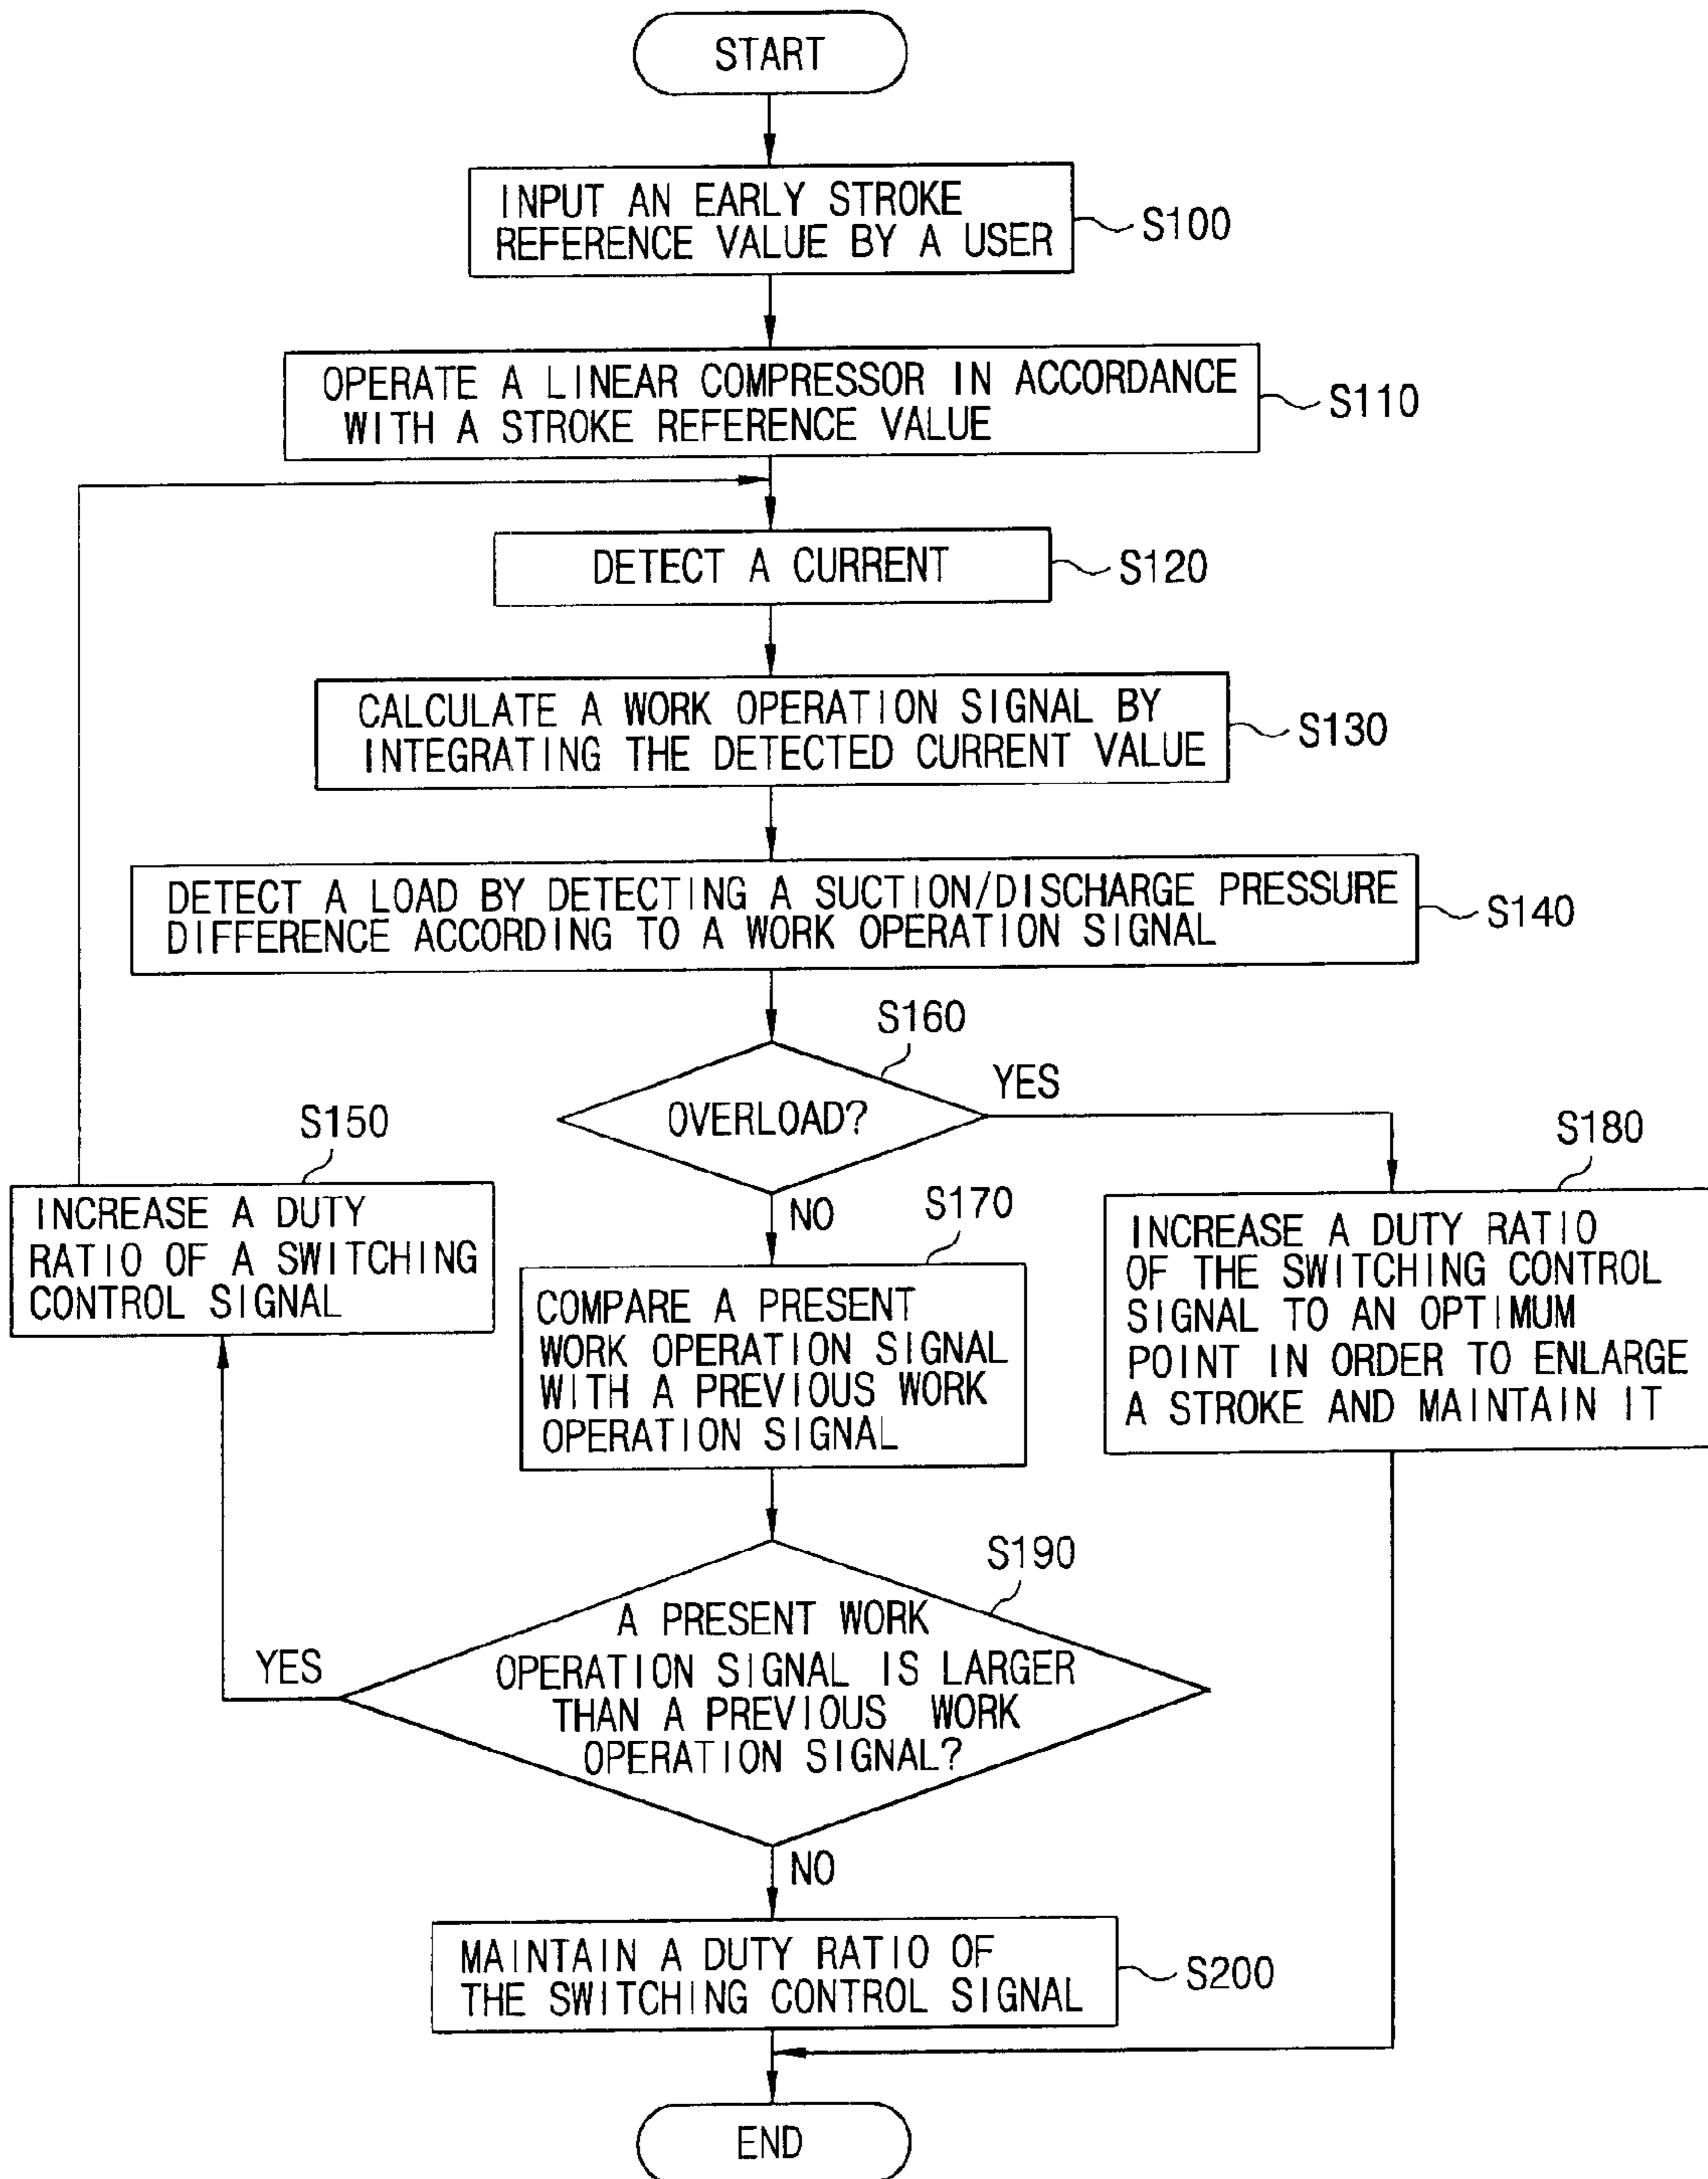 START
INPUT AN EARLY STROKE
REFERENCE VALUE BY A USER
S100
OPERATE A LINEAR COMPRESSOR IN ACCORDANCE
WITH A STROKE REFERENCE VALUE
S110
DETECT A CURRENT
S120
CALCULATE A WORK OPERATION SIGNAL BY
INTEGRATING THE DETECTED CURRENT VALUE
S130
DETECT A LOAD BY DETECTING A SUCTION/DISCHARGE PRESSURE
DIFFERENCE ACCORDING TO A WORK OPERATION SIGNAL
S140
S160
OVERLOAD?
YES
NO
S150
INCREASE A DUTY
RATIO OF A SWITCHING
CONTROL SIGNAL
S170
COMPARE A PRESENT
WORK OPERATION SIGNAL
WITH A PREVIOUS WORK
OPERATION SIGNAL
S180
INCREASE A DUTY RATIO
OF THE SWITCHING CONTROL
SIGNAL TO AN OPTIMUM
POINT IN ORDER TO ENLARGE
A STROKE AND MAINTAIN IT
S190
A PRESENT WORK
OPERATION SIGNAL IS LARGER
THAN A PREVIOUS WORK
OPERATION SIGNAL?
YES
NO
MAINTAIN A DUTY RATIO OF
THE SWITCHING CONTROL SIGNAL
S200
END